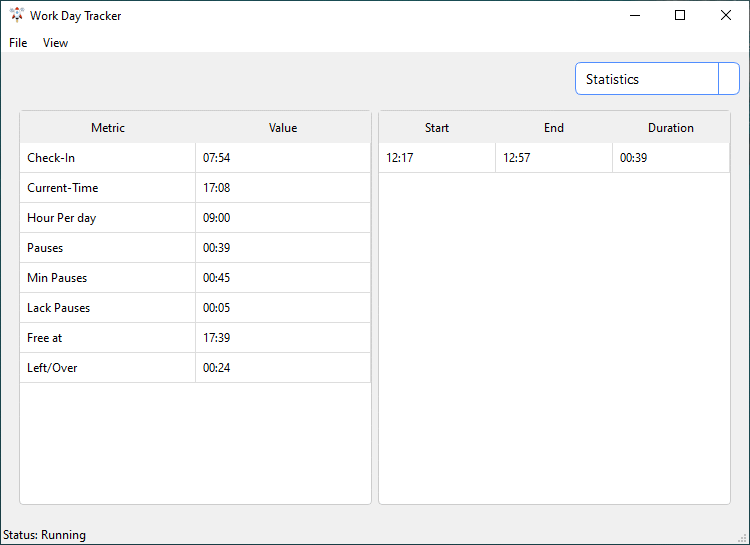 Work Day Tracker
File View
Statistics
Metric Value
Check-In 07:54
Current-Time 17:08
Hour Per day 09:00
Pauses 00:39
Min Pauses 00:45
Lack Pauses 00:05
Free at 17:39
Left/Over 00:24
Start End Duration
12:17 12:57 00:39
Status: Running